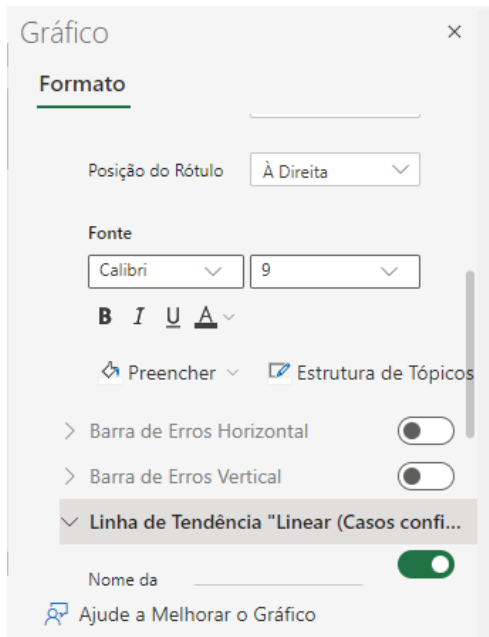 Gráfico
Formato
Posição do Rótulo À Direita
Fonte
Calibri 9
B I U A
Preencher Estrutura de Tópicos
Barra de Erros Horizontal
Barra de Erros Vertical
Linha de Tendência "Linear (Casos confi...
Nome da
Ajude a Melhorar o Gráfico